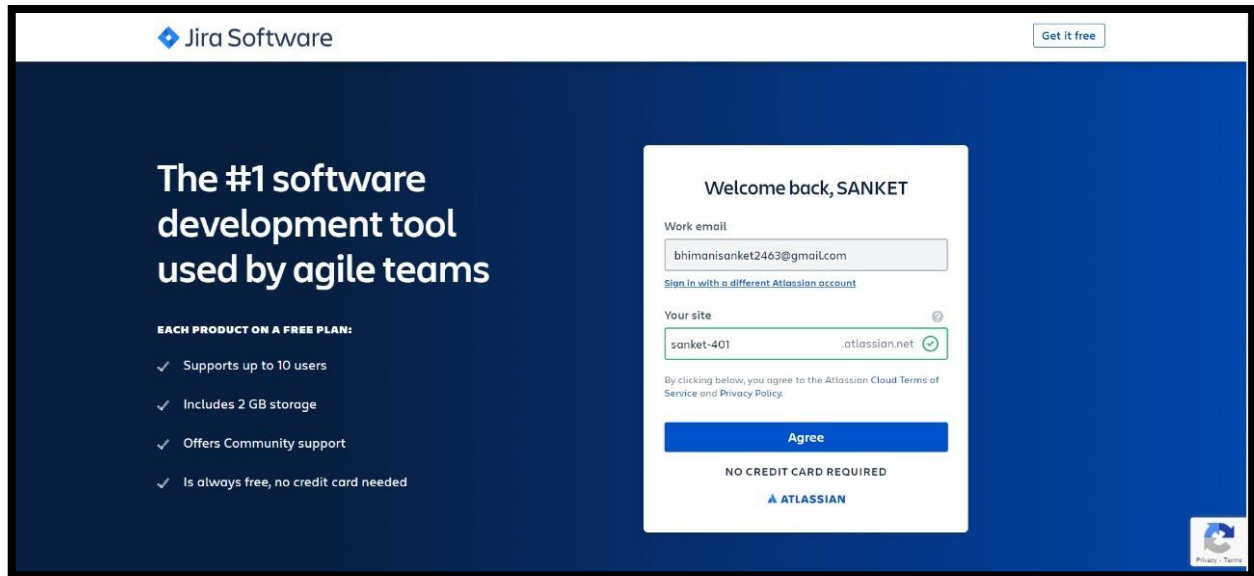 Jira Software
Get it free
The #1 software
development tool
used by agile teams
EACH PRODUCT ON A FREE PLAN:
Supports up to 10 users
Includes 2 GB storage
Offers Community support
Is always free, no credit card needed
Welcome back, SANKET
Work email
bhimanisanket2463@gmail.com
Sign in with a different Atlassian account
Your site
sanket-401 .atlassian.net
By clicking below, you agree to the Atlassian Cloud Terms of
Service and Privacy Policy.
Agree
NO CREDIT CARD REQUIRED
ATLASSIAN
Privacy - Terms